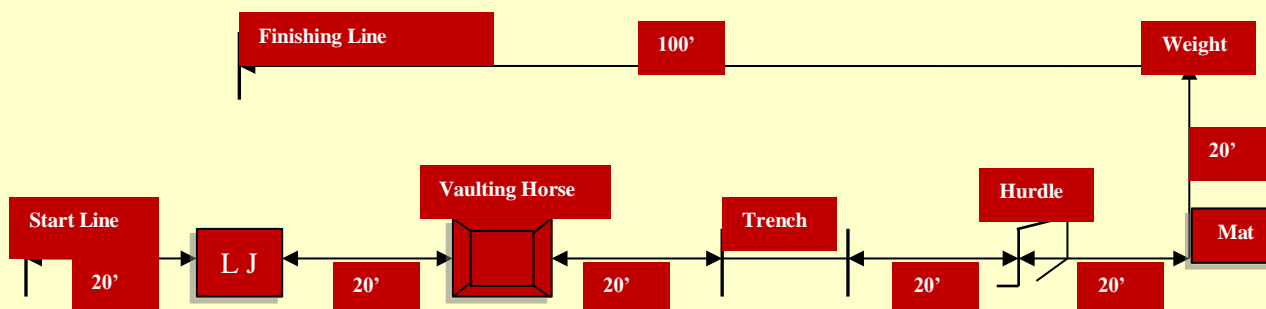 Finishing Line
100’
Weight
20’
Vaulting Horse
Hurdle
Start Line
Trench
Mat
L J
20’
20’
20’
20’
20’